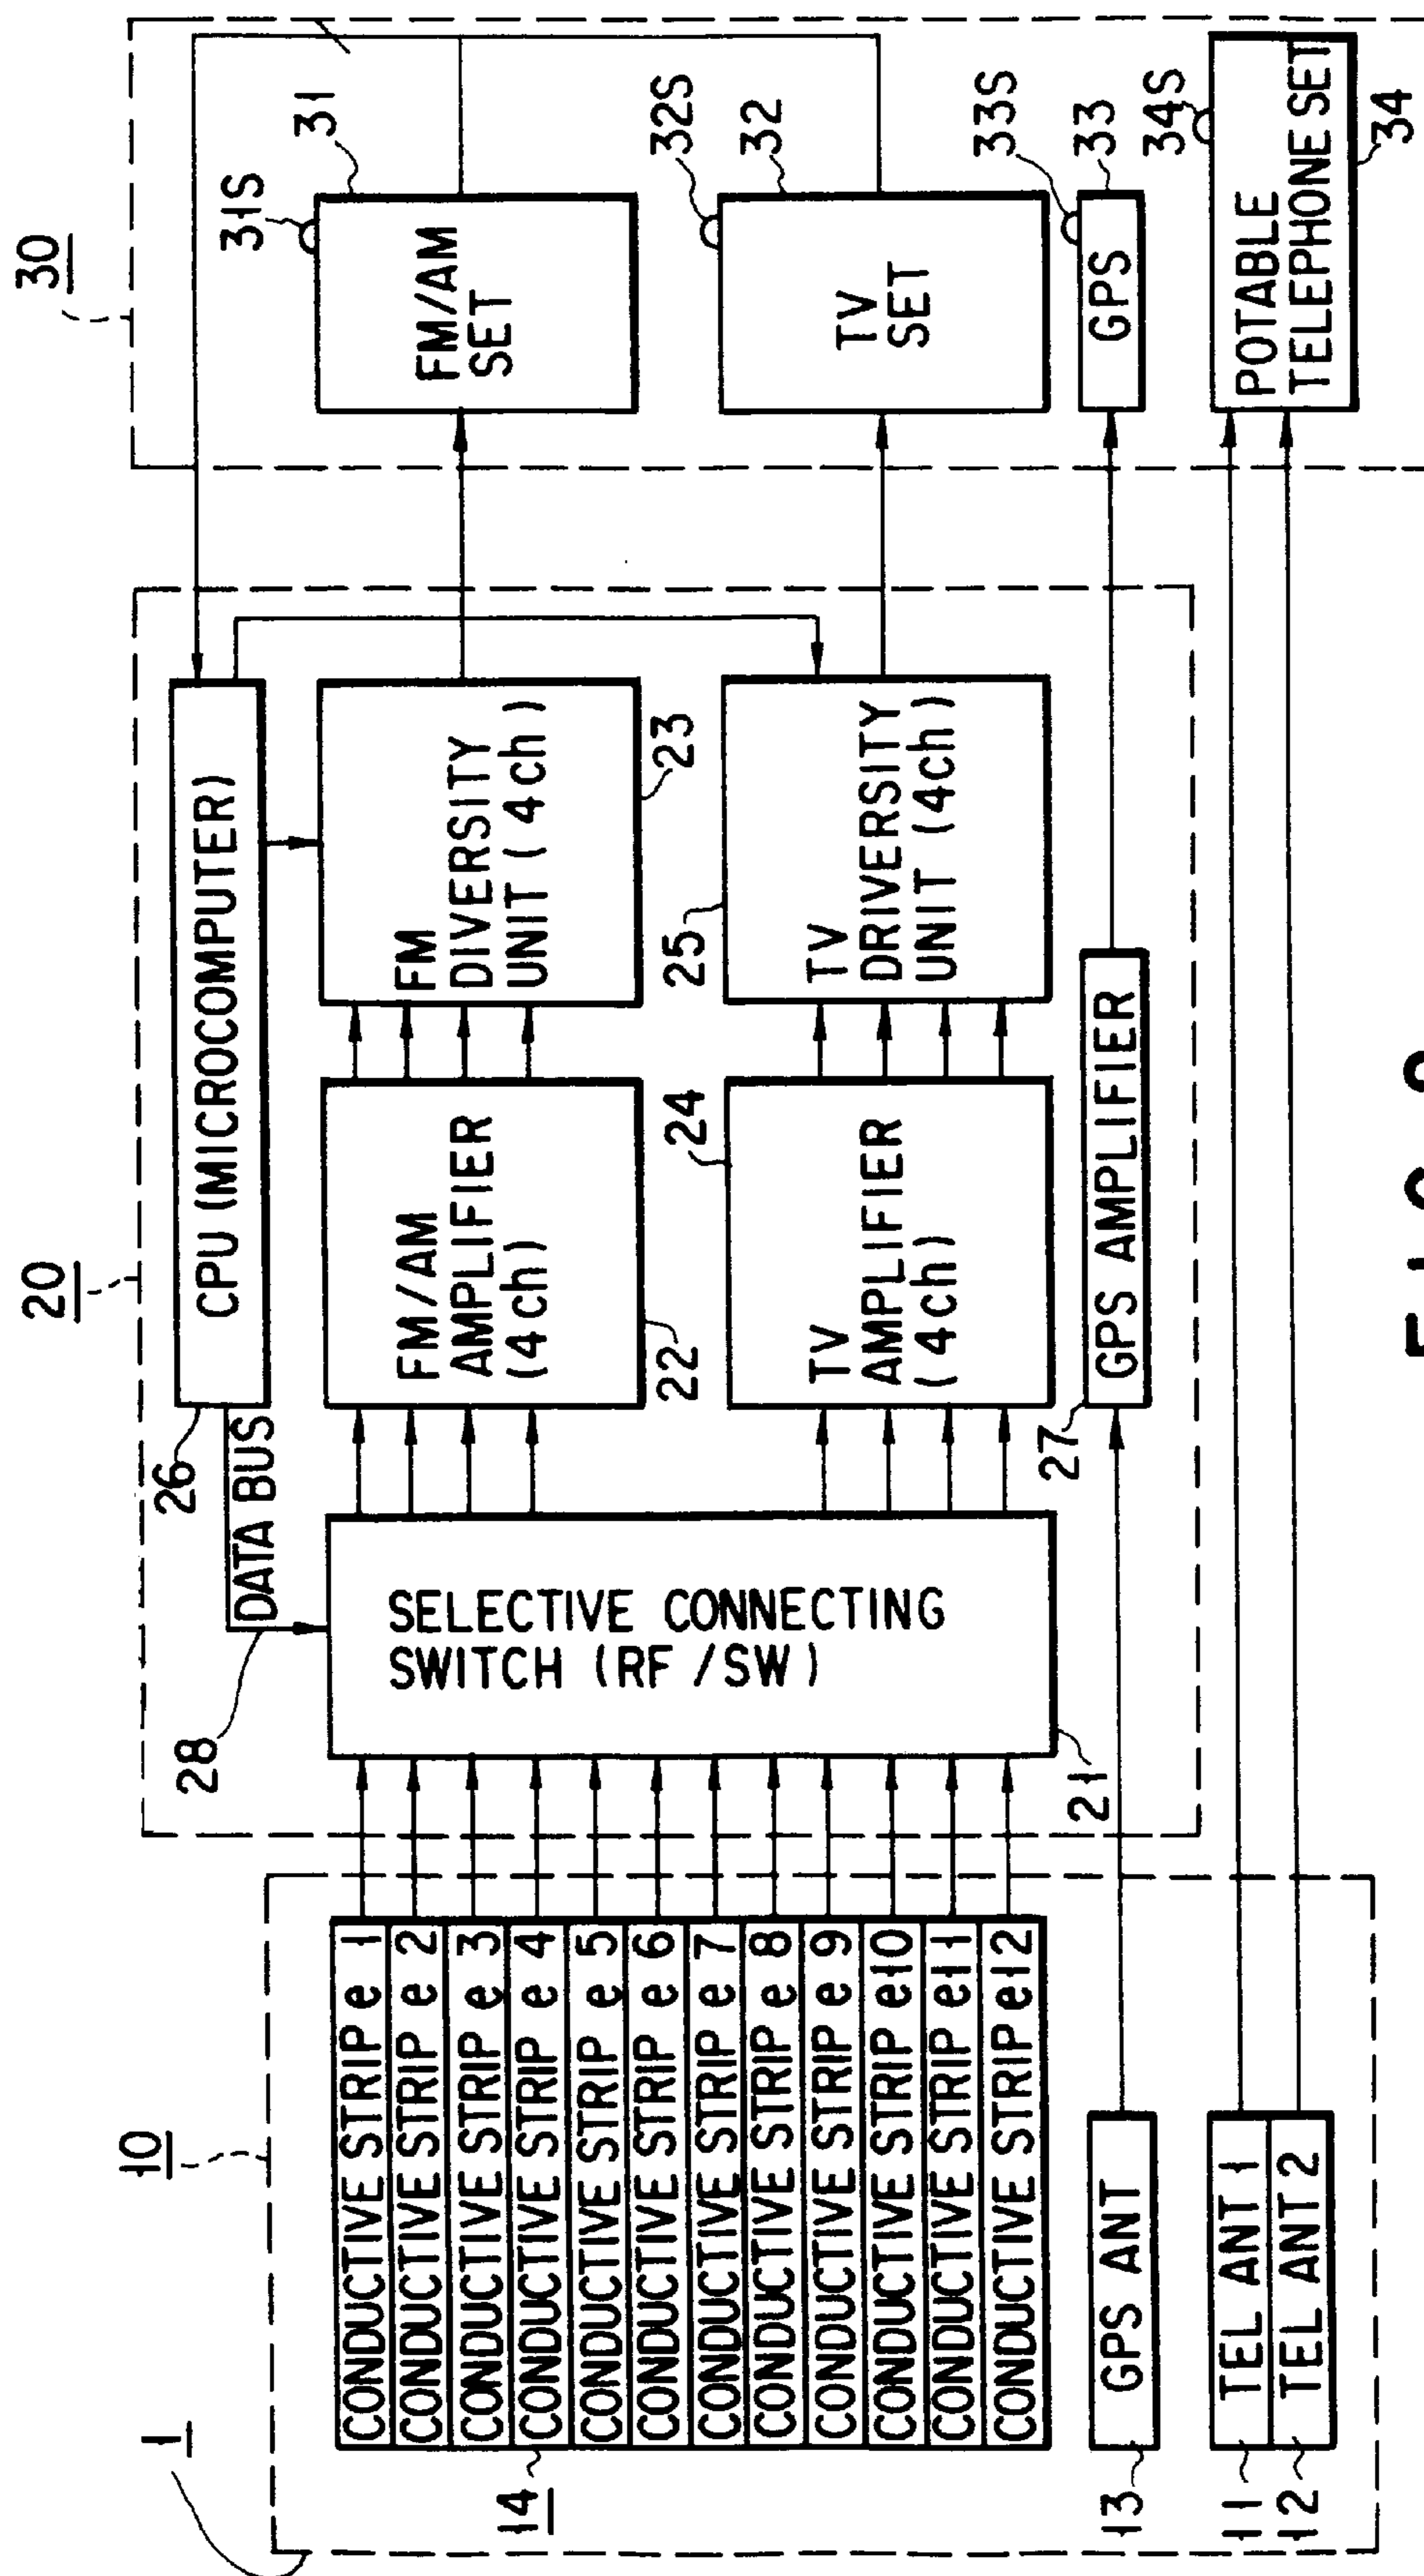 1
10
14
CONDUCTIVE STRIP e 1
CONDUCTIVE STRIP e 2
CONDUCTIVE STRIP e 3
CONDUCTIVE STRIP e 4
CONDUCTIVE STRIP e 5
CONDUCTIVE STRIP e 6
CONDUCTIVE STRIP e 7
CONDUCTIVE STRIP e 8
CONDUCTIVE STRIP e 9
CONDUCTIVE STRIP e10
CONDUCTIVE STRIP e11
CONDUCTIVE STRIP e12
13
GPS ANT
11
TEL ANT 1
12
TEL ANT 2
20
26
CPU (MICROCOMPUTER)
DATA BUS
28
SELECTIVE CONNECTING
SWITCH (RF/SW)
21
FM/AM
AMPLIFIER
(4ch)
22
FM
DIVERSITY
UNIT (4ch)
23
24
TV
AMPLIFIER
(4ch)
25
TV
DRIVERSITY
UNIT (4ch)
27
GPS AMPLIFIER
30
31S
31
FM/AM
SET
32S
32
TV
SET
33S
33
GPS
34S
POTABLE
TELEPHONE SET
34